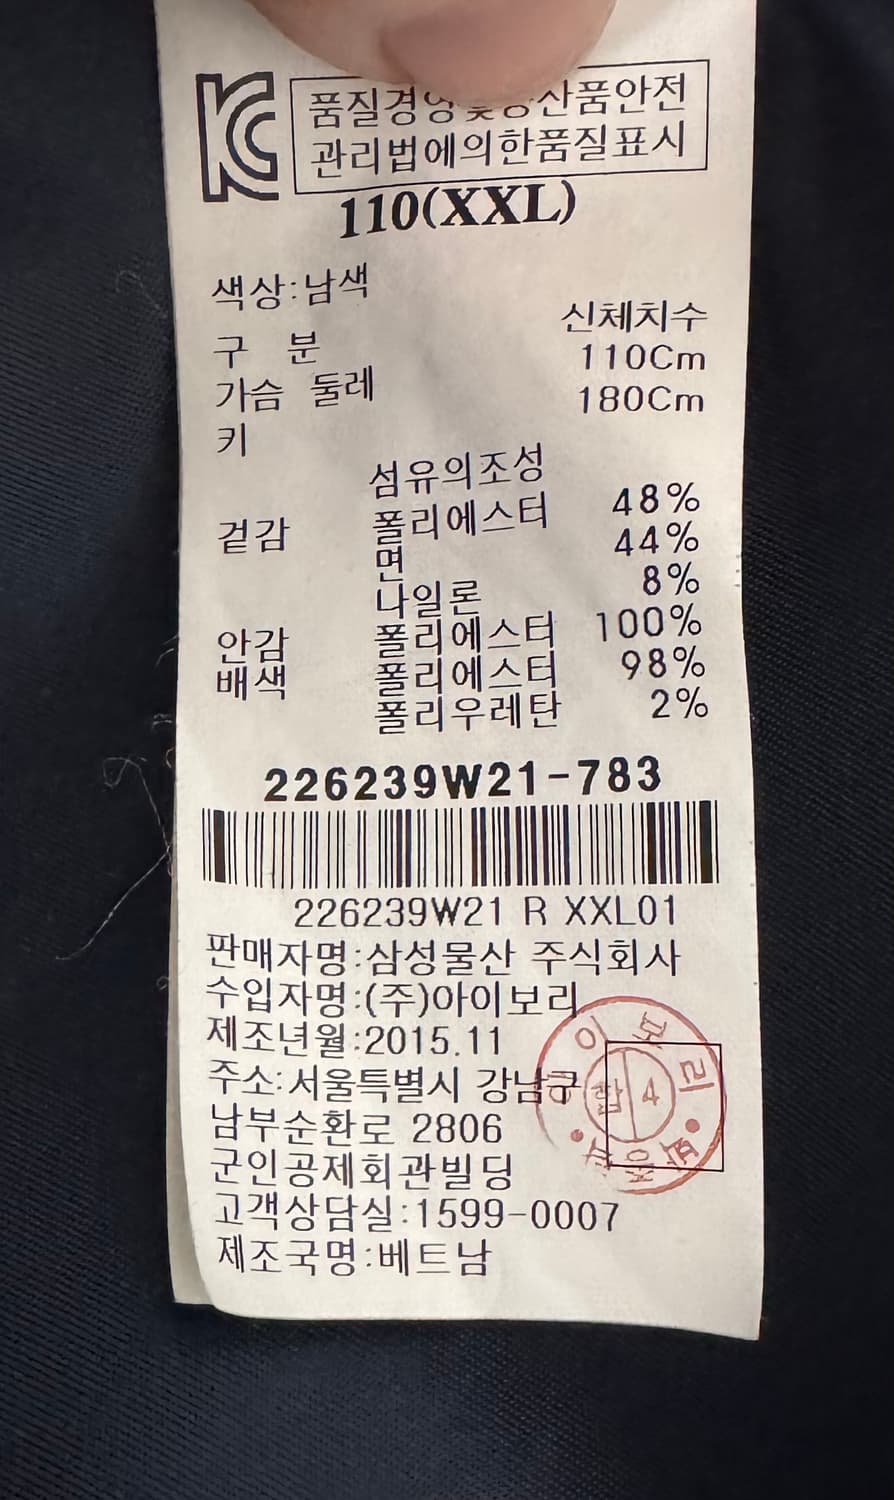 KC
품질경영및공산품안전
관리법에의한품질표시
110(XXL)
색상:남색
신체치수
구 분 110Cm
가슴 둘레 180Cm
키
섬유의조성
겉감 폴리에스터 48%
면 44%
나일론 8%
안감 폴리에스터 100%
배색 폴리에스터 98%
폴리우레탄 2%
226239W21-783
226239W21 R XXL01
판매자명:삼성물산 주식회사
수입자명:(주)아이보리
제조년월:2015.11
주소:서울특별시 강남구
남부순환로 2806
군인공제회관빌딩
고객상담실:1599-0007
제조국명:베트남
이 보 리
합 4